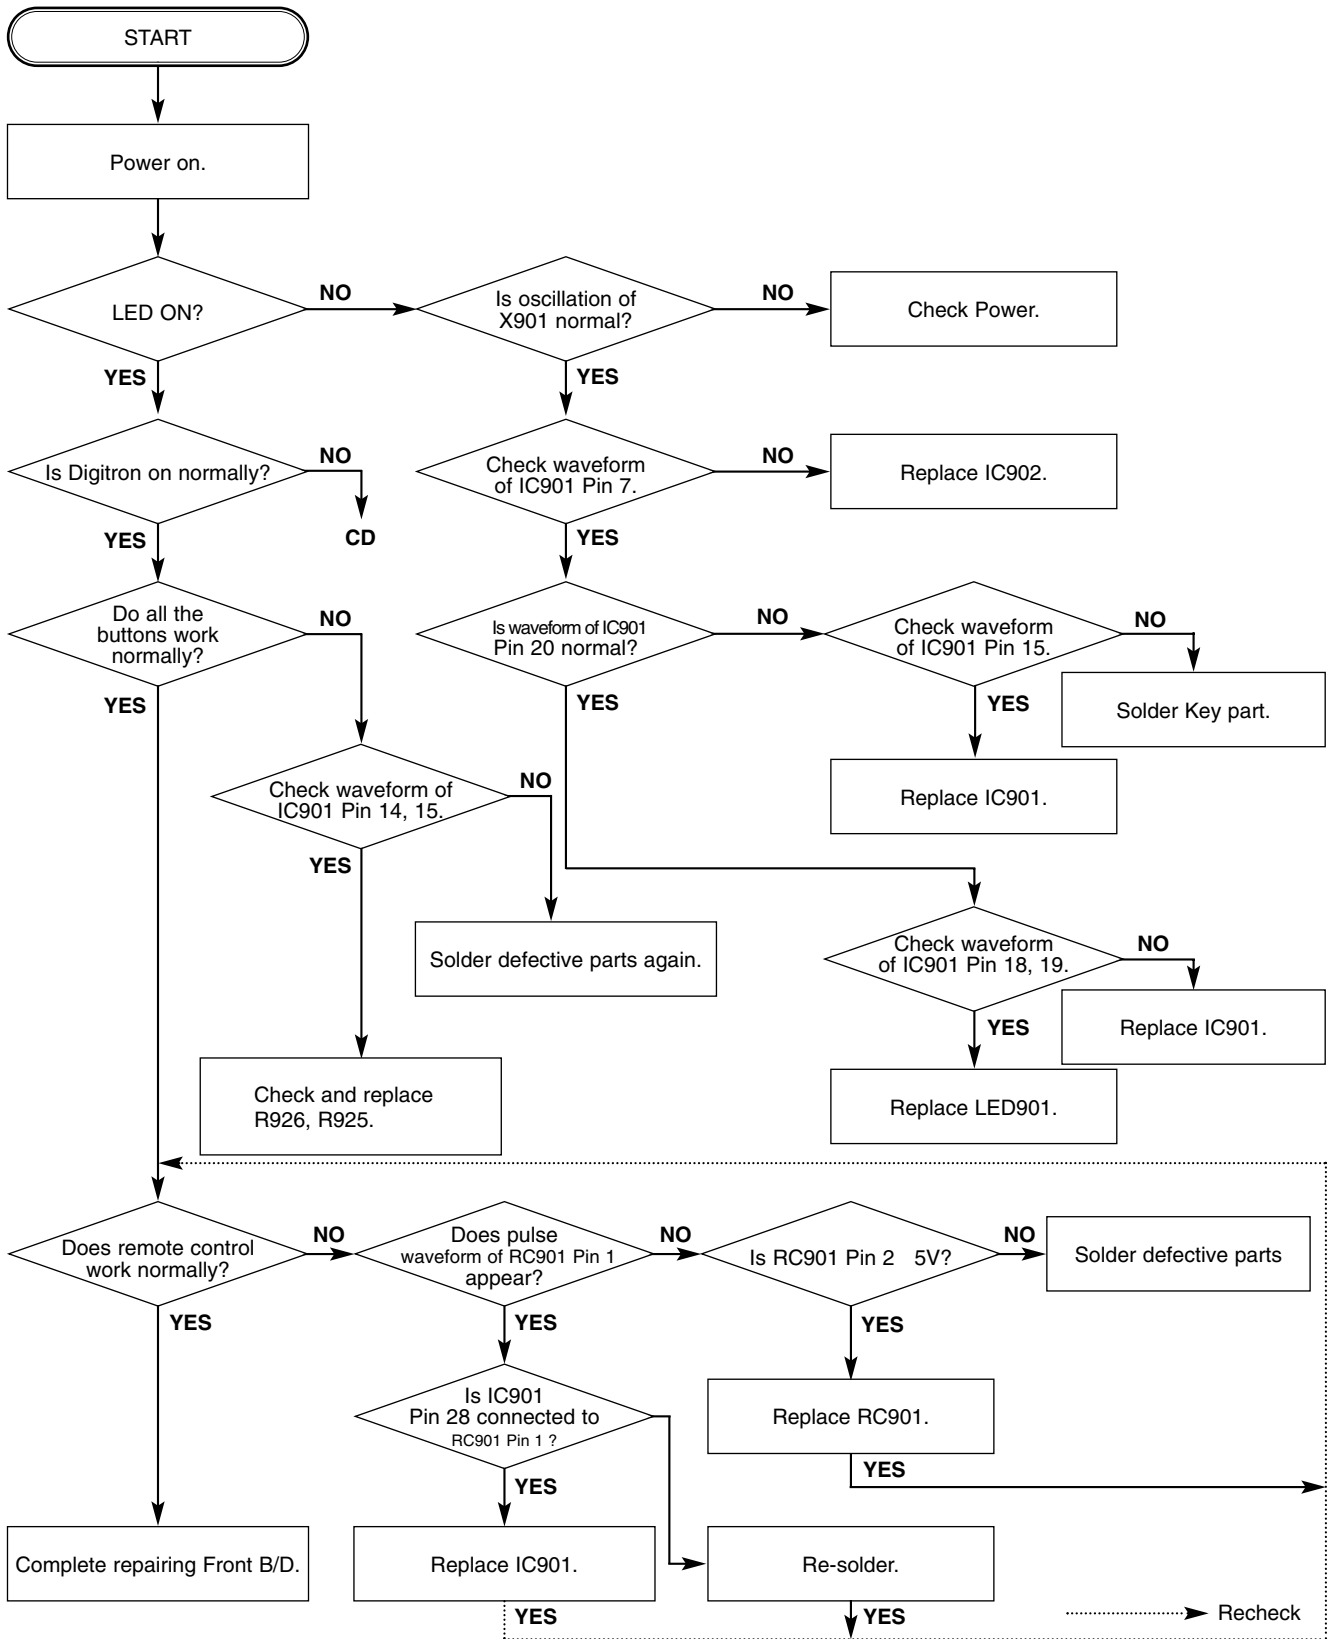 START
Power on.
LED ON?
NO
Is oscillation of
X901 normal?
NO
Check Power.
YES
YES
Is Digitron on normally?
NO
CD
Check waveform
of IC901 Pin 7.
NO
Replace IC902.
YES
YES
Do all the
buttons work
normally?
NO
Is waveform of IC901
Pin 20 normal?
NO
Check waveform
of IC901 Pin 15.
NO
Solder Key part.
YES
YES
YES
Replace IC901.
Check waveform of
IC901 Pin 14, 15.
NO
YES
Solder defective parts again.
Check waveform
of IC901 Pin 18, 19.
NO
Replace IC901.
YES
Replace LED901.
Check and replace
R926, R925.
Does remote control
work normally?
NO
Does pulse
waveform of RC901 Pin 1
appear?
NO
Is RC901 Pin 2 5V?
NO
Solder defective parts
YES
YES
YES
Is IC901
Pin 28 connected to
RC901 Pin 1 ?
Replace RC901.
YES
YES
Complete repairing Front B/D.
Replace IC901.
Re-solder.
YES
YES
Recheck